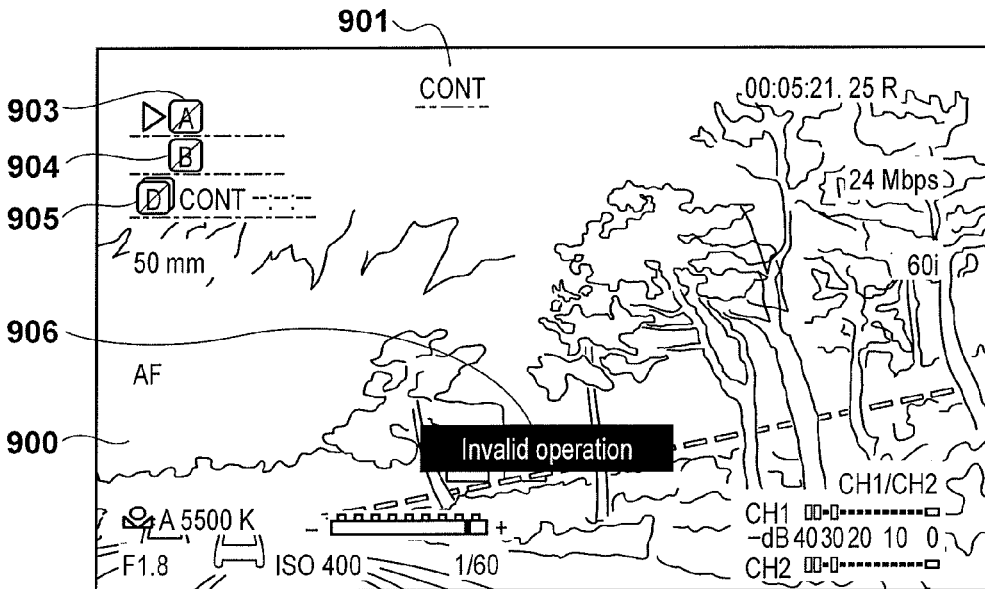 901
CONT
903
A
00:05:21. 25 R
904
B
905
D CONT --:--:--
24 Mbps
50 mm
60i
906
AF
900
Invalid operation
CH1/CH2
A 5500 K
- +
CH1
-dB 40 30 20 10 0
F1.8
ISO 400
1/60
CH2